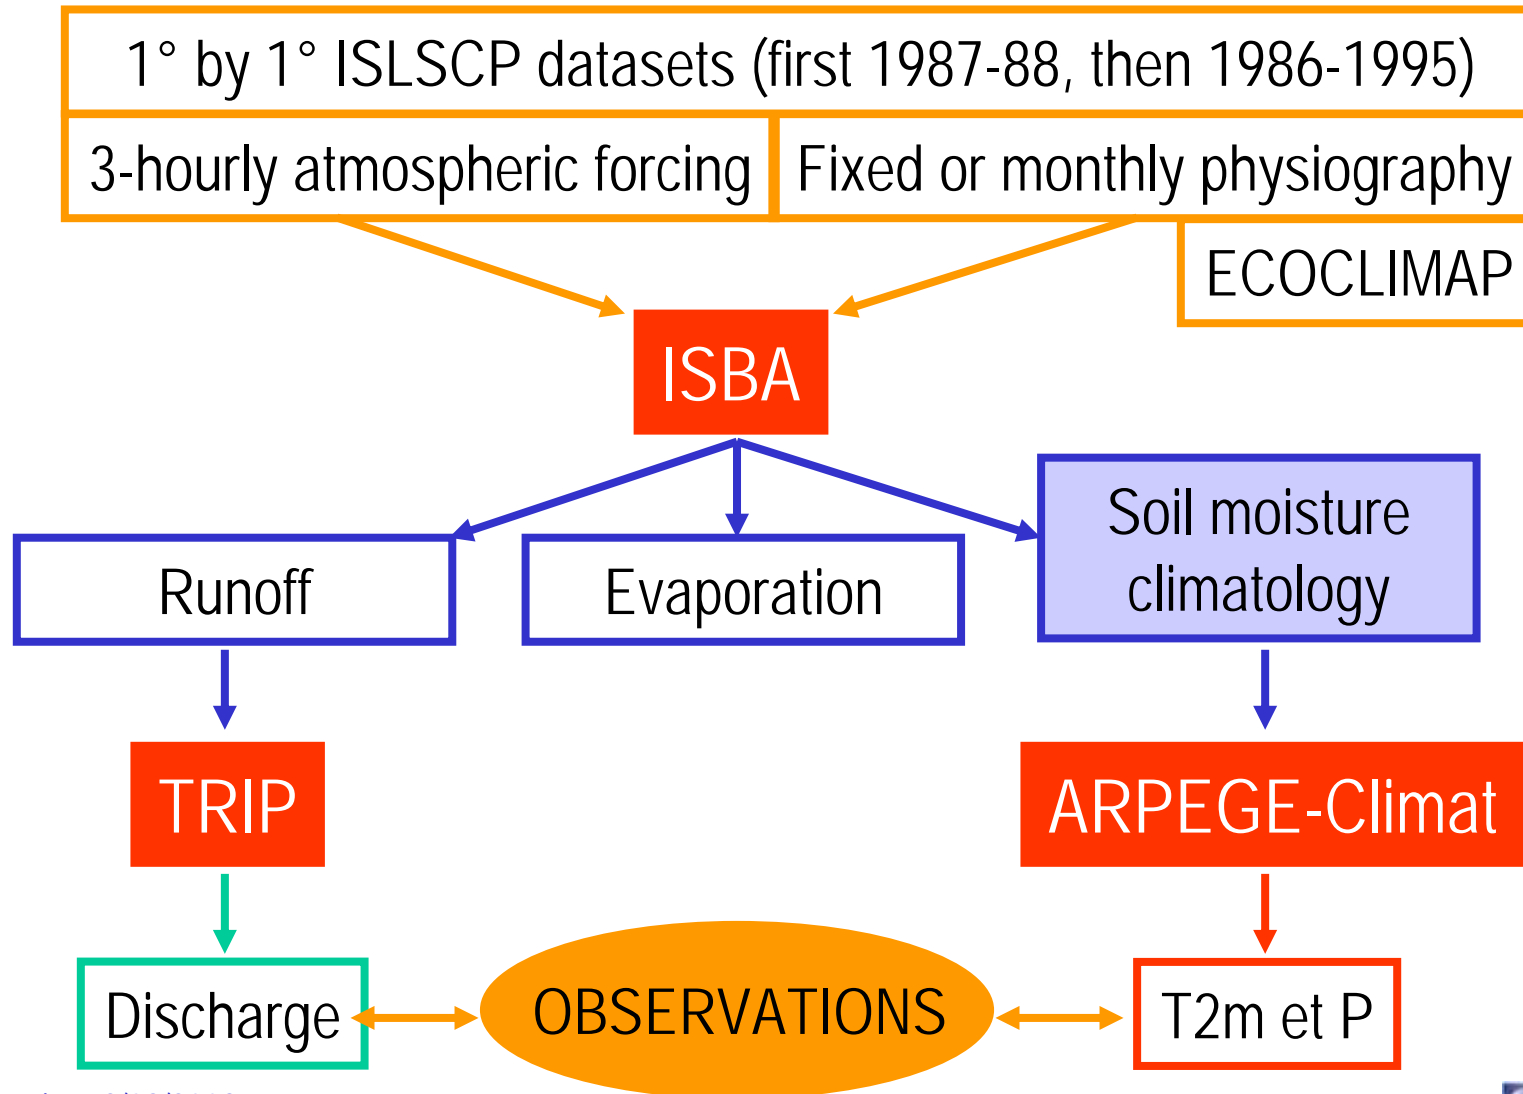 1° by 1° ISLSCP datasets (first 1987-88, then 1986-1995)
3-hourly atmospheric forcing
Fixed or monthly physiography
ECOCLIMAP
ISBA
Soil moisture
climatology
Runoff
Evaporation
TRIP
ARPEGE-Climat
Discharge
OBSERVATIONS
T2m et P